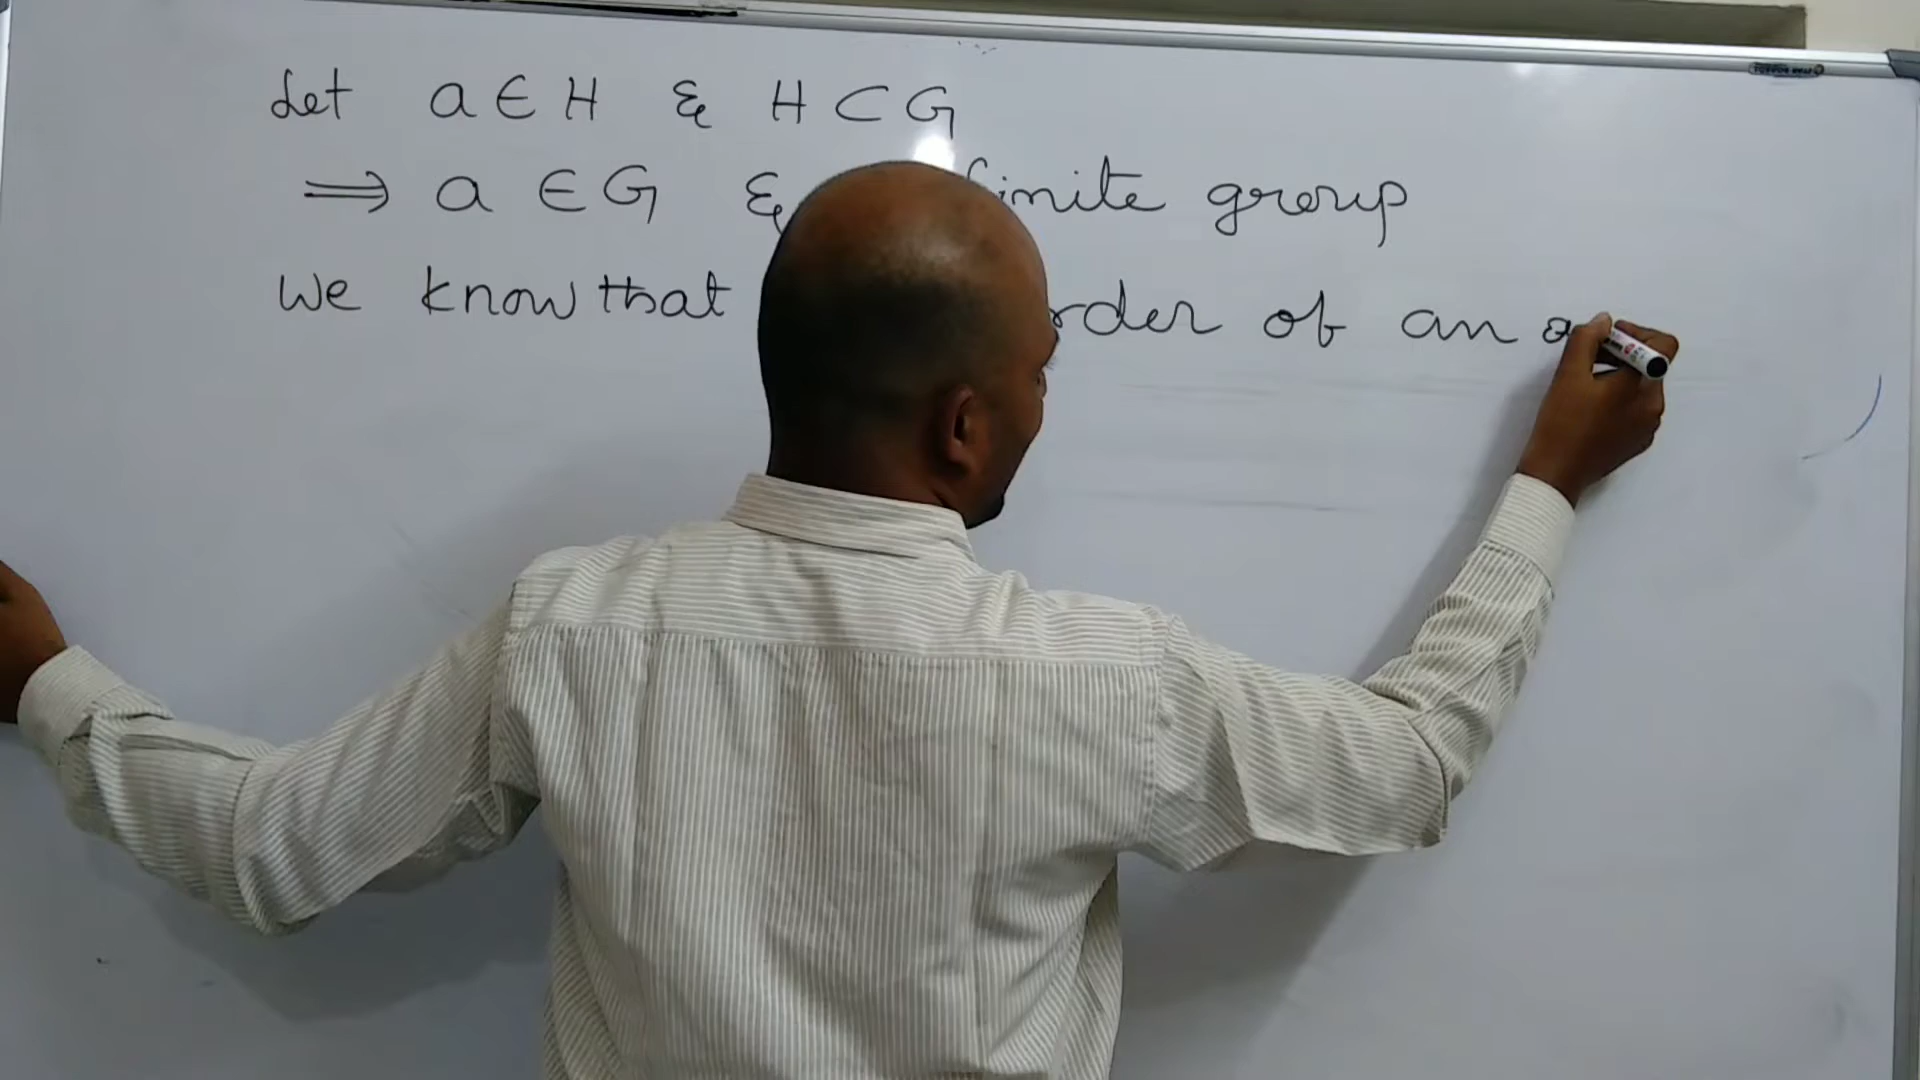 Let a ∈ H & H ⊂ G
⟹ a ∈ G & finite group
We know that order of an